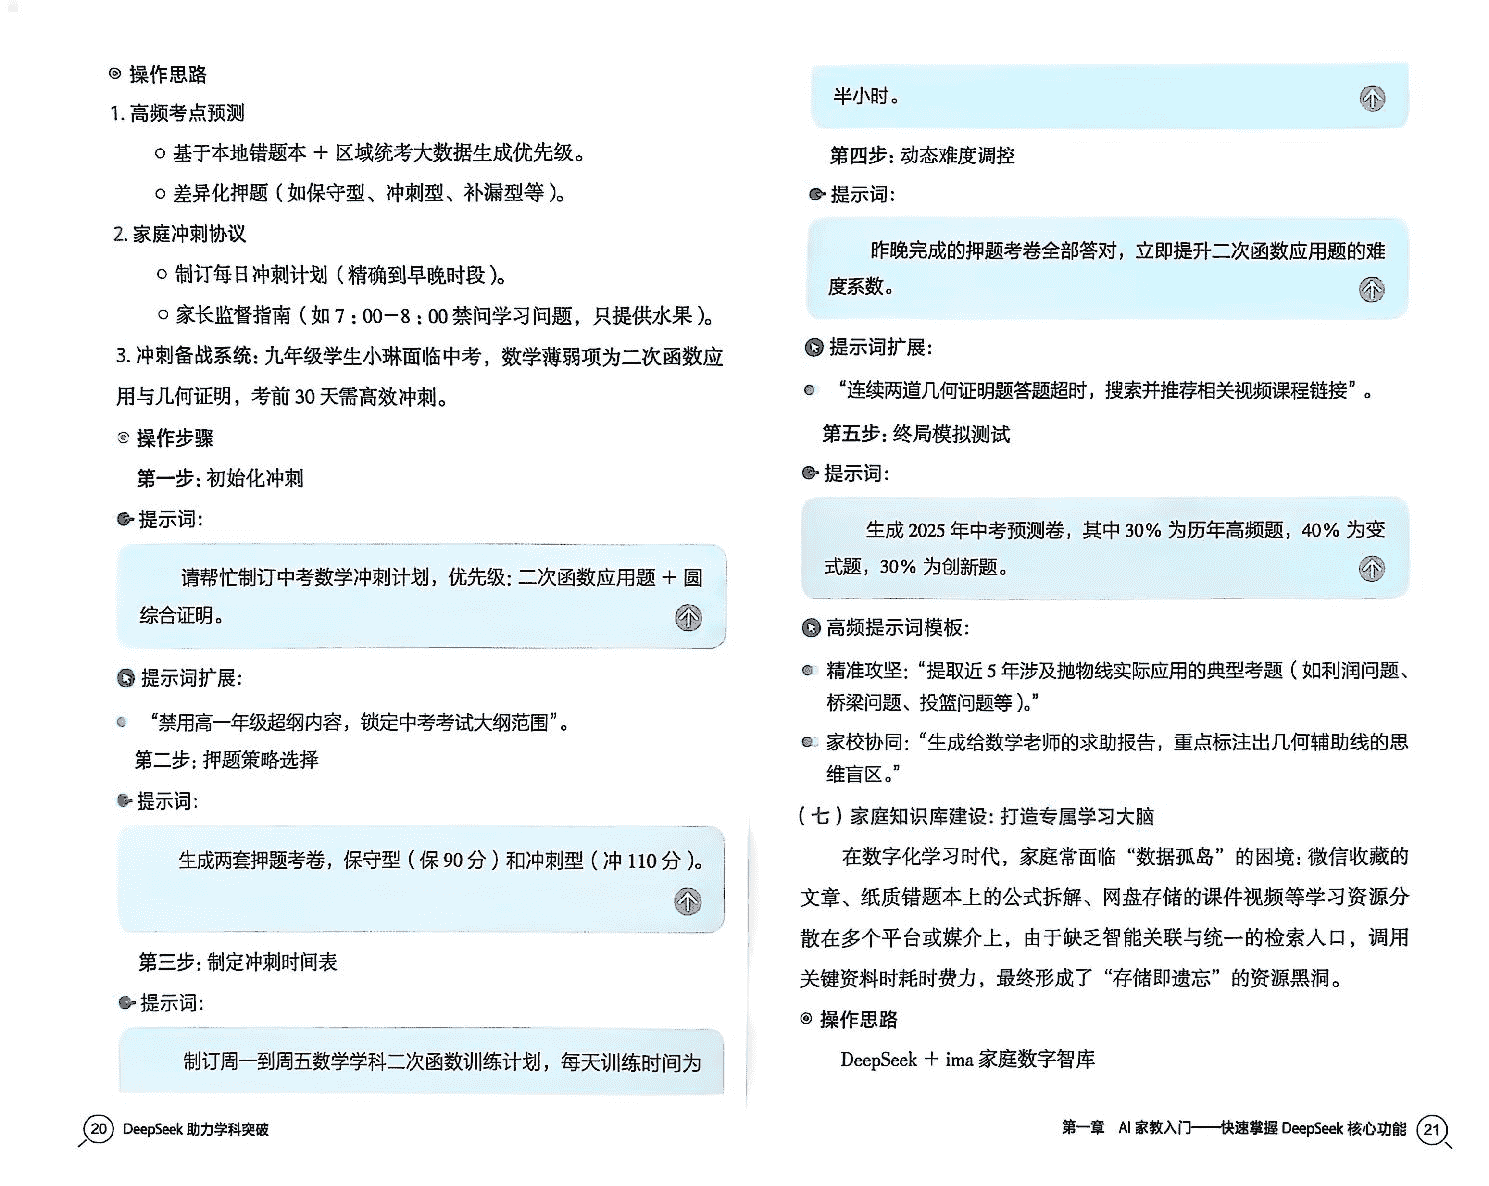 操作思路
1. 高频考点预测
基于本地错题本 + 区域统考大数据生成优先级。
差异化押题（如保守型、冲刺型、补漏型等）。
2. 家庭冲刺协议
制订每日冲刺计划（精确到早晚时段）。
家长监督指南（如 7：00－8：00 禁问学习问题，只提供水果）。
3. 冲刺备战系统：九年级学生小琳面临中考，数学薄弱项为二次函数应
用与几何证明，考前 30 天需高效冲刺。
操作步骤
第一步：初始化冲刺
提示词：
请帮忙制订中考数学冲刺计划，优先级：二次函数应用题 + 圆
综合证明。
提示词扩展：
“禁用高一年级超纲内容，锁定中考考试大纲范围”。
第二步：押题策略选择
提示词：
生成两套押题考卷，保守型（保 90 分）和冲刺型（冲 110 分）。
第三步：制定冲刺时间表
提示词：
制订周一到周五数学学科二次函数训练计划，每天训练时间为
20 DeepSeek 助力学科突破
半小时。
第四步：动态难度调控
提示词：
昨晚完成的押题考卷全部答对，立即提升二次函数应用题的难
度系数。
提示词扩展：
“连续两道几何证明题答题超时，搜索并推荐相关视频课程链接”。
第五步：终局模拟测试
提示词：
生成 2025 年中考预测卷，其中 30% 为历年高频题，40% 为变
式题，30% 为创新题。
高频提示词模板：
精准攻坚：“提取近 5 年涉及抛物线实际应用的典型考题（如利润问题、
桥梁问题、投篮问题等）。”
家校协同：“生成给数学老师的求助报告，重点标注出几何辅助线的思
维盲区。”
（七）家庭知识库建设：打造专属学习大脑
在数字化学习时代，家庭常面临“数据孤岛”的困境：微信收藏的
文章、纸质错题本上的公式拆解、网盘存储的课件视频等学习资源分
散在多个平台或媒介上，由于缺乏智能关联与统一的检索入口，调用
关键资料时耗时费力，最终形成了“存储即遗忘”的资源黑洞。
操作思路
DeepSeek + ima 家庭数字智库
第一章 AI 家教入门——快速掌握 DeepSeek 核心功能 21